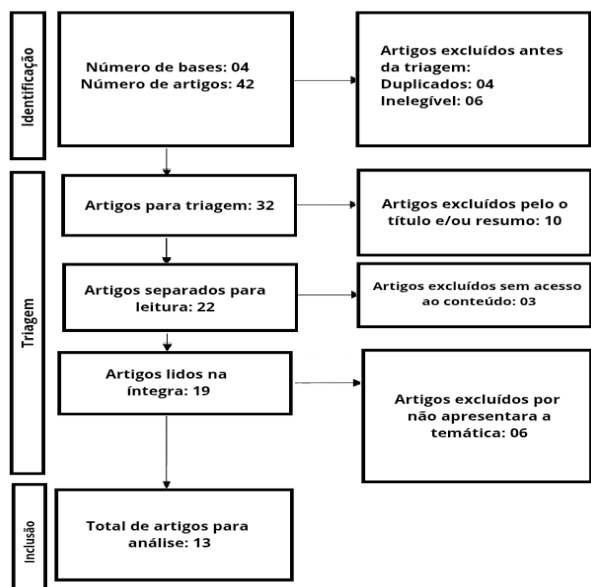 Identificação
Número de bases: 04
Número de artigos: 42
Artigos excluídos antes
da triagem:
Duplicados: 04
Inelegível: 06
Triagem
Artigos para triagem: 32
Artigos excluídos pelo o
título e/ou resumo: 10
Artigos separados para
leitura: 22
Artigos excluídos sem acesso
ao conteúdo: 03
Artigos lidos na
íntegra: 19
Artigos excluídos por
não apresentara a
temática: 06
Inclusão
Total de artigos para
análise: 13